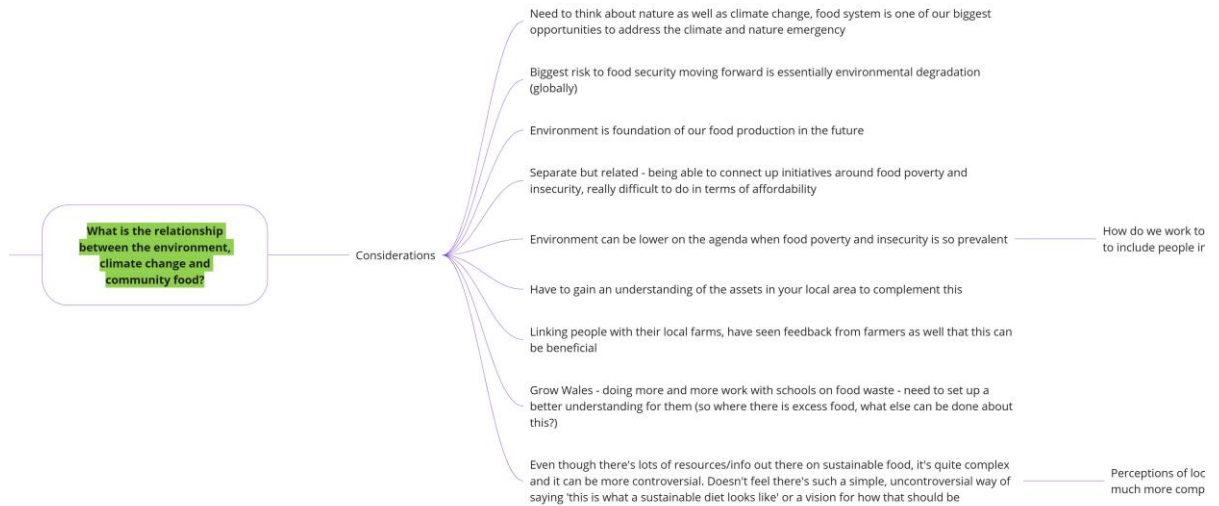 Need to think about nature as well as climate change, food system is one of our biggest
opportunities to address the climate and nature emergency
Biggest risk to food security moving forward is essentially environmental degradation
(globally)
Environment is foundation of our food production in the future
Separate but related - being able to connect up initiatives around food poverty and
insecurity, really difficult to do in terms of affordability
What is the relationship
between the environment,
climate change and
community food?
Considerations
Environment can be lower on the agenda when food poverty and insecurity is so prevalent
How do we work to
to include people in
Have to gain an understanding of the assets in your local area to complement this
Linking people with their local farms, have seen feedback from farmers as well that this can
be beneficial
Grow Wales - doing more and more work with schools on food waste - need to set up a
better understanding for them (so where there is excess food, what else can be done about
this?)
Even though there's lots of resources/info out there on sustainable food, it's quite complex
and it can be more controversial. Doesn't feel there's such a simple, uncontroversial way of
saying 'this is what a sustainable diet looks like' or a vision for how that should be
Perceptions of loc
much more comp